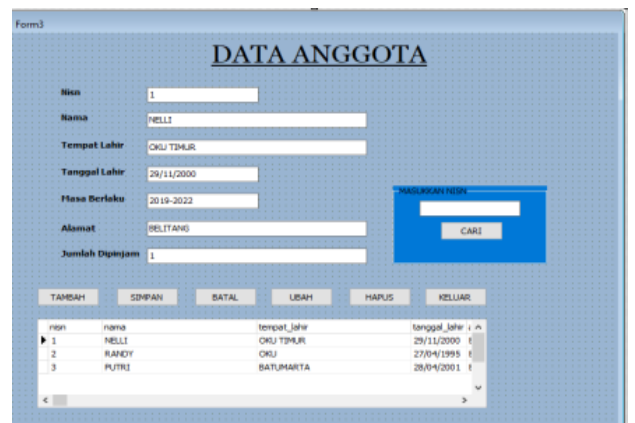 Form3
DATA ANGGOTA
Nisn 1
Nama NELLI
Tempat Lahir OKU TIMUR
Tanggal Lahir 29/11/2000
Masa Berlaku 2019-2022
Alamat BELITANG
Jumlah Dipinjam 1
MASUKKAN NISN
CARI
TAMBAH SIMPAN BATAL UBAH HAPUS KELUAR
nisn nama tempat_lahir tanggal_lahir
1 NELLI OKU TIMUR 29/11/2000
2 RANDY OKU 27/04/1995
3 PUTRI BATUMARTA 28/04/2001